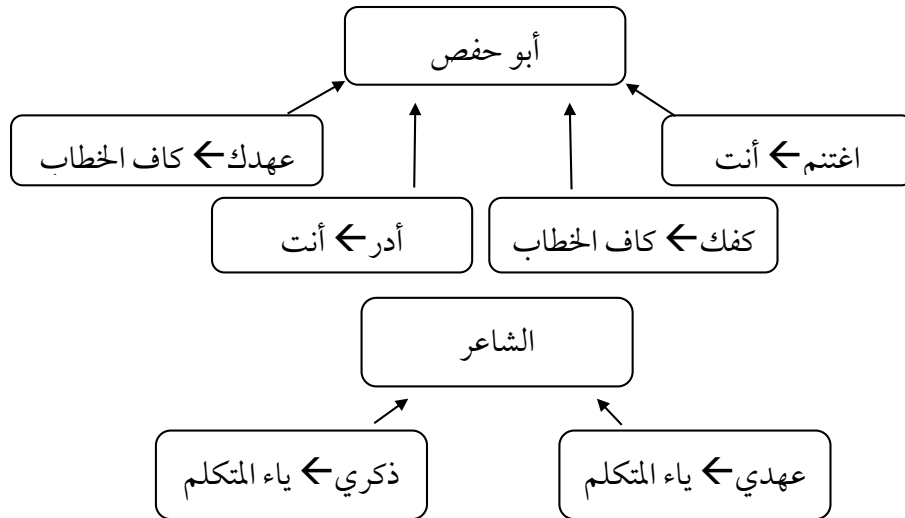 أبو حفص
اغتنم ← أنت
عهدك ← كاف الخطاب
كفك ← كاف الخطاب
أدر ← أنت
الشاعر
عهدي ← ياء المتكلم
ذكري ← ياء المتكلم